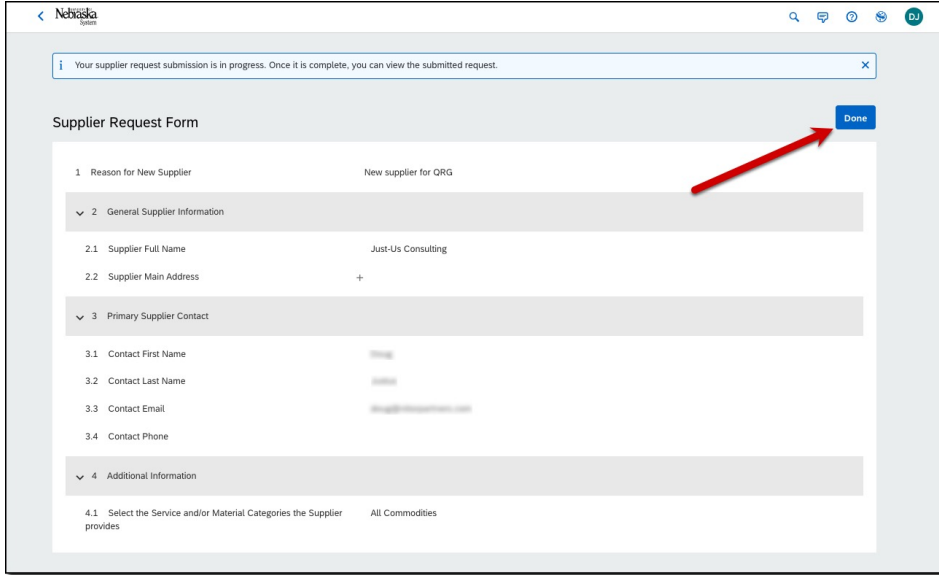 Nebraska
System
DJ
i Your supplier request submission is in progress. Once it is complete, you can view the submitted request.
Supplier Request Form
Done
1 Reason for New Supplier New supplier for QRG
2 General Supplier Information
2.1 Supplier Full Name Just-Us Consulting
2.2 Supplier Main Address +
3 Primary Supplier Contact
3.1 Contact First Name
3.2 Contact Last Name
3.3 Contact Email
3.4 Contact Phone
4 Additional Information
4.1 Select the Service and/or Material Categories the Supplier All Commodities
provides